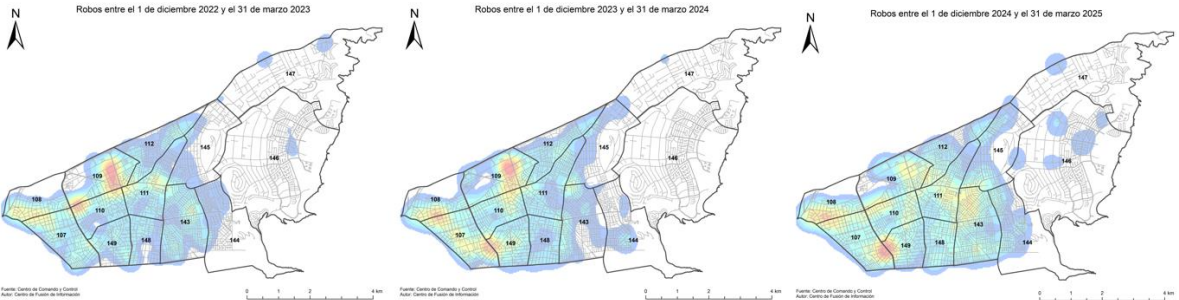 Robos entre el 1 de diciembre 2022 y el 31 de marzo 2023
N
147
112
145
146
109
111
108
110
143
107
149
148
144
Fuente: Centro de Comando y Control
Autor: Centro de Fusión de Información
0 1 2 4 km
Robos entre el 1 de diciembre 2023 y el 31 de marzo 2024
N
147
112
145
146
109
111
108
110
143
107
149
148
144
Fuente: Centro de Comando y Control
Autor: Centro de Fusión de Información
0 1 2 4 km
Robos entre el 1 de diciembre 2024 y el 31 de marzo 2025
N
147
112
145
146
109
111
108
110
143
107
149
148
144
Fuente: Centro de Comando y Control
Autor: Centro de Fusión de Información
0 1 2 4 km